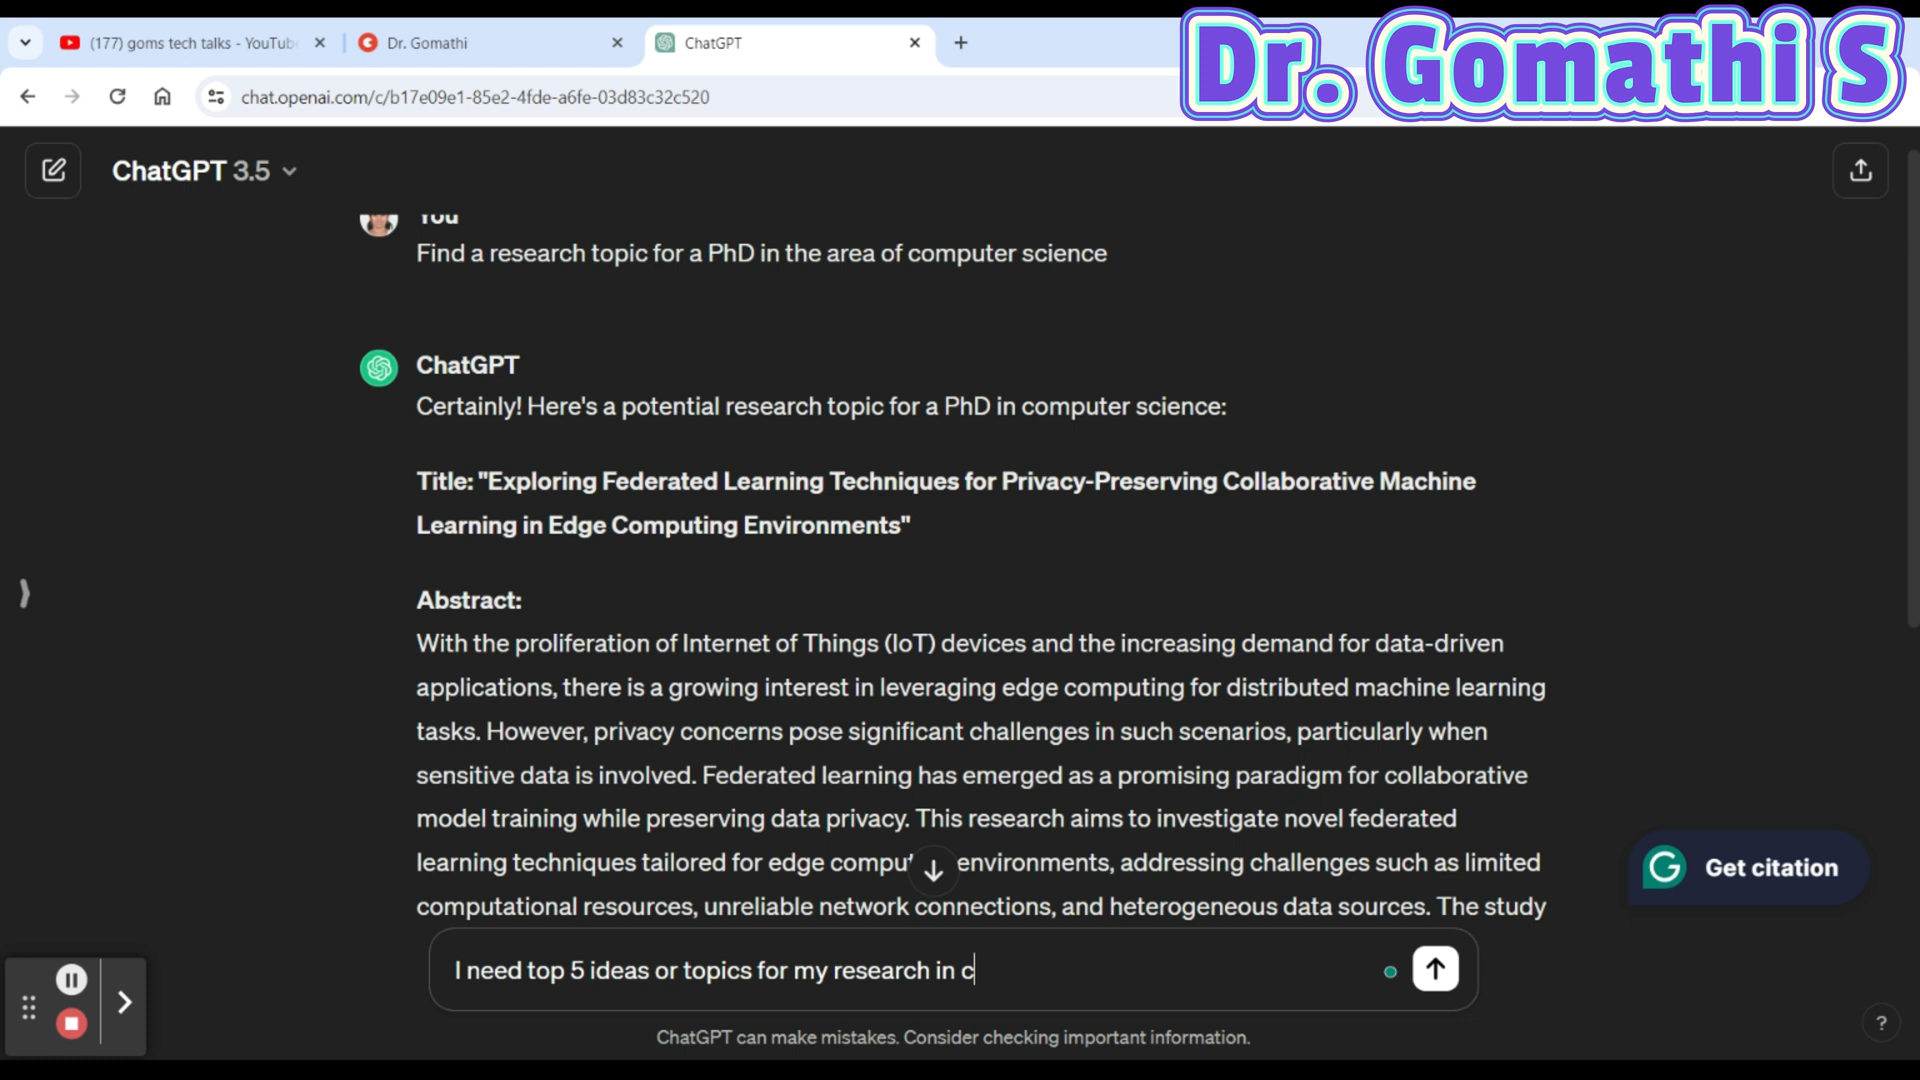 (177) goms tech talks - YouTub
Dr. Gomathi
ChatGPT
Dr. Gomathi S
chat.openai.com/c/b17e09e1-85e2-4fde-a6fe-03d83c32c520
ChatGPT 3.5
You
Find a research topic for a PhD in the area of computer science
ChatGPT
Certainly! Here's a potential research topic for a PhD in computer science:
Title: "Exploring Federated Learning Techniques for Privacy-Preserving Collaborative Machine
Learning in Edge Computing Environments"
Abstract:
With the proliferation of Internet of Things (IoT) devices and the increasing demand for data-driven
applications, there is a growing interest in leveraging edge computing for distributed machine learning
tasks. However, privacy concerns pose significant challenges in such scenarios, particularly when
sensitive data is involved. Federated learning has emerged as a promising paradigm for collaborative
model training while preserving data privacy. This research aims to investigate novel federated
learning techniques tailored for edge compu environments, addressing challenges such as limited
computational resources, unreliable network connections, and heterogeneous data sources. The study
Get citation
I need top 5 ideas or topics for my research in c
ChatGPT can make mistakes. Consider checking important information.
?